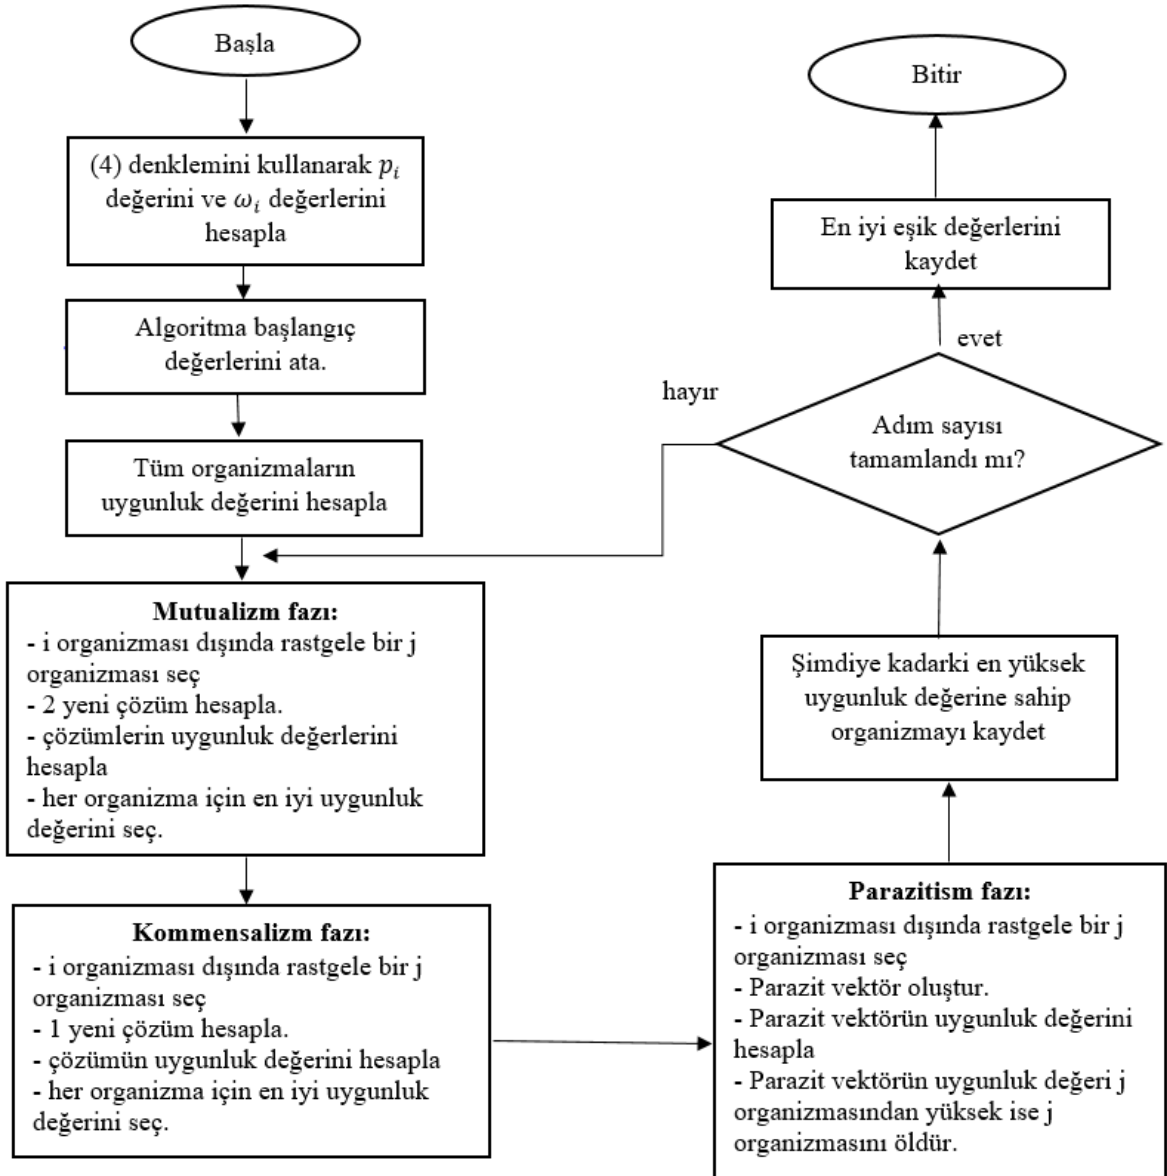 Başla
(4) denklemini kullanarak pᵢ
değerini ve ωᵢ değerlerini
hesapla
Algoritma başlangıç
değerlerini ata.
Tüm organizmaların
uygunluk değerini hesapla
Mutualizm fazı:
- i organizması dışında rastgele bir j
organizması seç
- 2 yeni çözüm hesapla.
- çözümlerin uygunluk değerlerini
hesapla
- her organizma için en iyi uygunluk
değerini seç.
Kommensalizm fazı:
- i organizması dışında rastgele bir j
organizması seç
- 1 yeni çözüm hesapla.
- çözümün uygunluk değerini hesapla
- her organizma için en iyi uygunluk
değerini seç.
Parazitism fazı:
- i organizması dışında rastgele bir j
organizması seç
- Parazit vektör oluştur.
- Parazit vektörün uygunluk değerini
hesapla
- Parazit vektörün uygunluk değeri j
organizmasından yüksek ise j
organizmasını öldür.
Şimdiye kadarki en yüksek
uygunluk değerine sahip
organizmayı kaydet
Adım sayısı
tamamlandı mı?
hayır
evet
En iyi eşik değerlerini
kaydet
Bitir